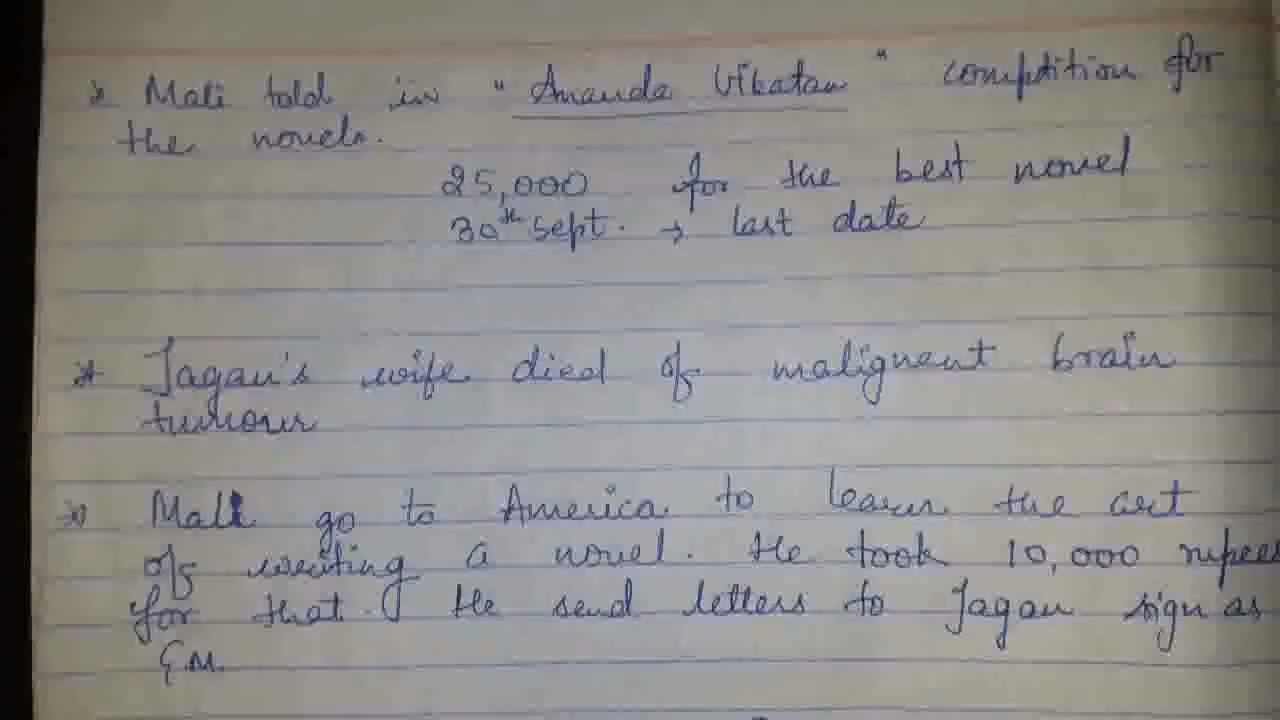 * Mali told in "Ananda Vikatan" comptition for
the novels.
25,000 for the best novel
30th sept. → last date
* Jagan's wife died of malignent brain
tumour
* Mali go to America to learn the art
of writing a novel. He took 10,000 rupees
for that. He send letters to Jagan sign as
G.M.